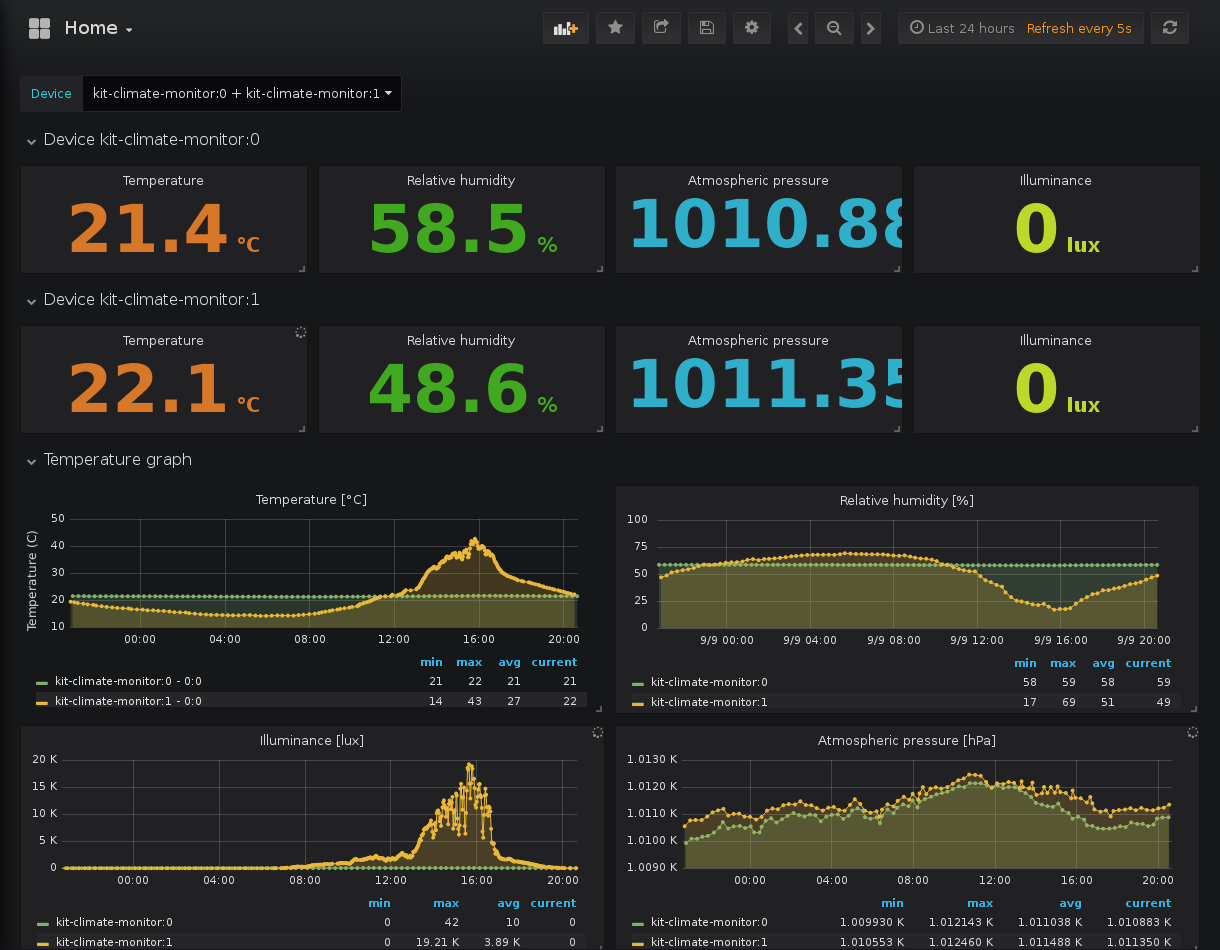 Home
Last 24 hours Refresh every 5s
Device kit-climate-monitor:0 + kit-climate-monitor:1
Device kit-climate-monitor:0
Temperature Relative humidity Atmospheric pressure Illuminance
21.4 °C 58.5 % 1010.88 0 lux
Device kit-climate-monitor:1
Temperature Relative humidity Atmospheric pressure Illuminance
22.1 °C 48.6 % 1011.35 0 lux
Temperature graph
Temperature [°C]
Temperature (C)
50
40
30
20
10
00:00 04:00 08:00 12:00 16:00 20:00
min max avg current
kit-climate-monitor:0 - 0:0 21 22 21 21
kit-climate-monitor:1 - 0:0 14 43 27 22
Relative humidity [%]
100
75
50
25
0
9/9 00:00 9/9 04:00 9/9 08:00 9/9 12:00 9/9 16:00 9/9 20:00
min max avg current
kit-climate-monitor:0 58 59 58 59
kit-climate-monitor:1 17 69 51 49
Illuminance [lux]
20 K
15 K
10 K
5 K
0
00:00 04:00 08:00 12:00 16:00 20:00
min max avg current
kit-climate-monitor:0 0 42 10 0
kit-climate-monitor:1 0 19.21 K 3.89 K 0
Atmospheric pressure [hPa]
1.0130 K
1.0120 K
1.0110 K
1.0100 K
1.0090 K
00:00 04:00 08:00 12:00 16:00 20:00
min max avg current
kit-climate-monitor:0 1.009930 K 1.012143 K 1.011038 K 1.010883 K
kit-climate-monitor:1 1.010553 K 1.012460 K 1.011488 K 1.011350 K